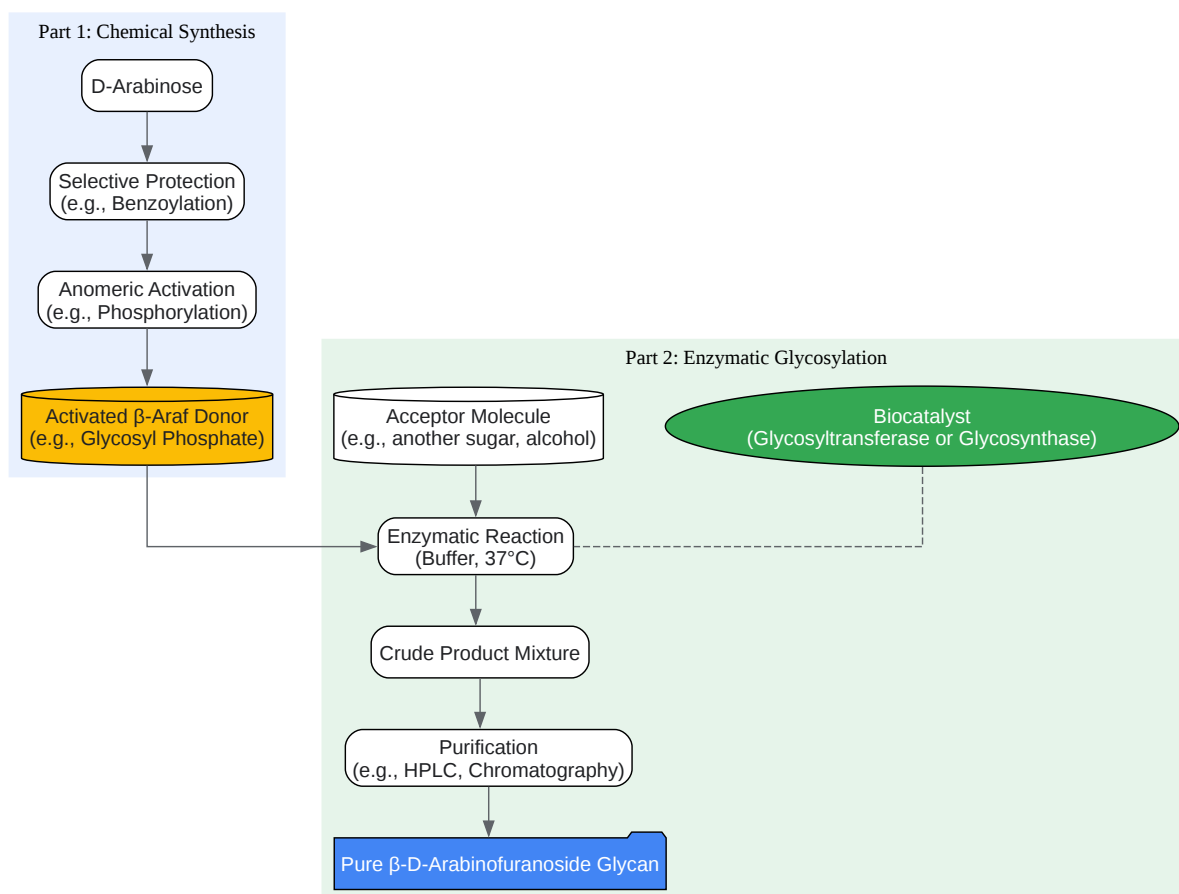 Part 1: Chemical Synthesis
D-Arabinose
Selective Protection
(e.g., Benzoylation)
Anomeric Activation
(e.g., Phosphorylation)
Activated β-Araf Donor
(e.g., Glycosyl Phosphate)
Part 2: Enzymatic Glycosylation
Acceptor Molecule
(e.g., another sugar, alcohol)
Biocatalyst
(Glycosyltransferase or Glycosynthase)
Enzymatic Reaction
(Buffer, 37°C)
Crude Product Mixture
Purification
(e.g., HPLC, Chromatography)
Pure β-D-Arabinofuranoside Glycan